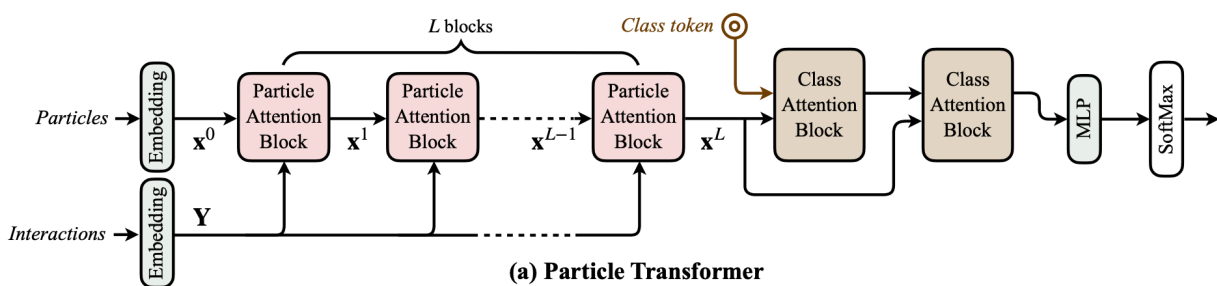 L blocks
Class token
Particles
Embedding
x⁰
Particle
Attention
Block
x¹
Particle
Attention
Block
xᴸ⁻¹
Particle
Attention
Block
xᴸ
Class
Attention
Block
Class
Attention
Block
MLP
SoftMax
Interactions
Embedding
Y
(a) Particle Transformer